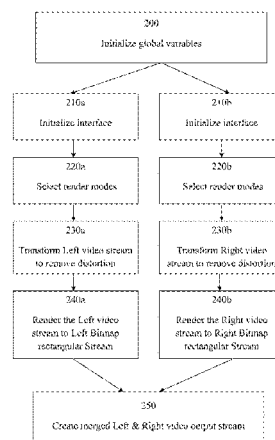 200
Initialize global variables
210a
Initialize interface
210b
Initialize interface
220a
Select render modes
220b
Select render modes
230a
Transform Left video stream
to remove distortion
230b
Transform Right video
stream to remove distortion
240a
Render the Left video
stream to Left Bitmap
rectangular Stream
240b
Render the Right video
stream to Right Bitmap
rectangular Stream
250
Create merged Left & Right video output stream